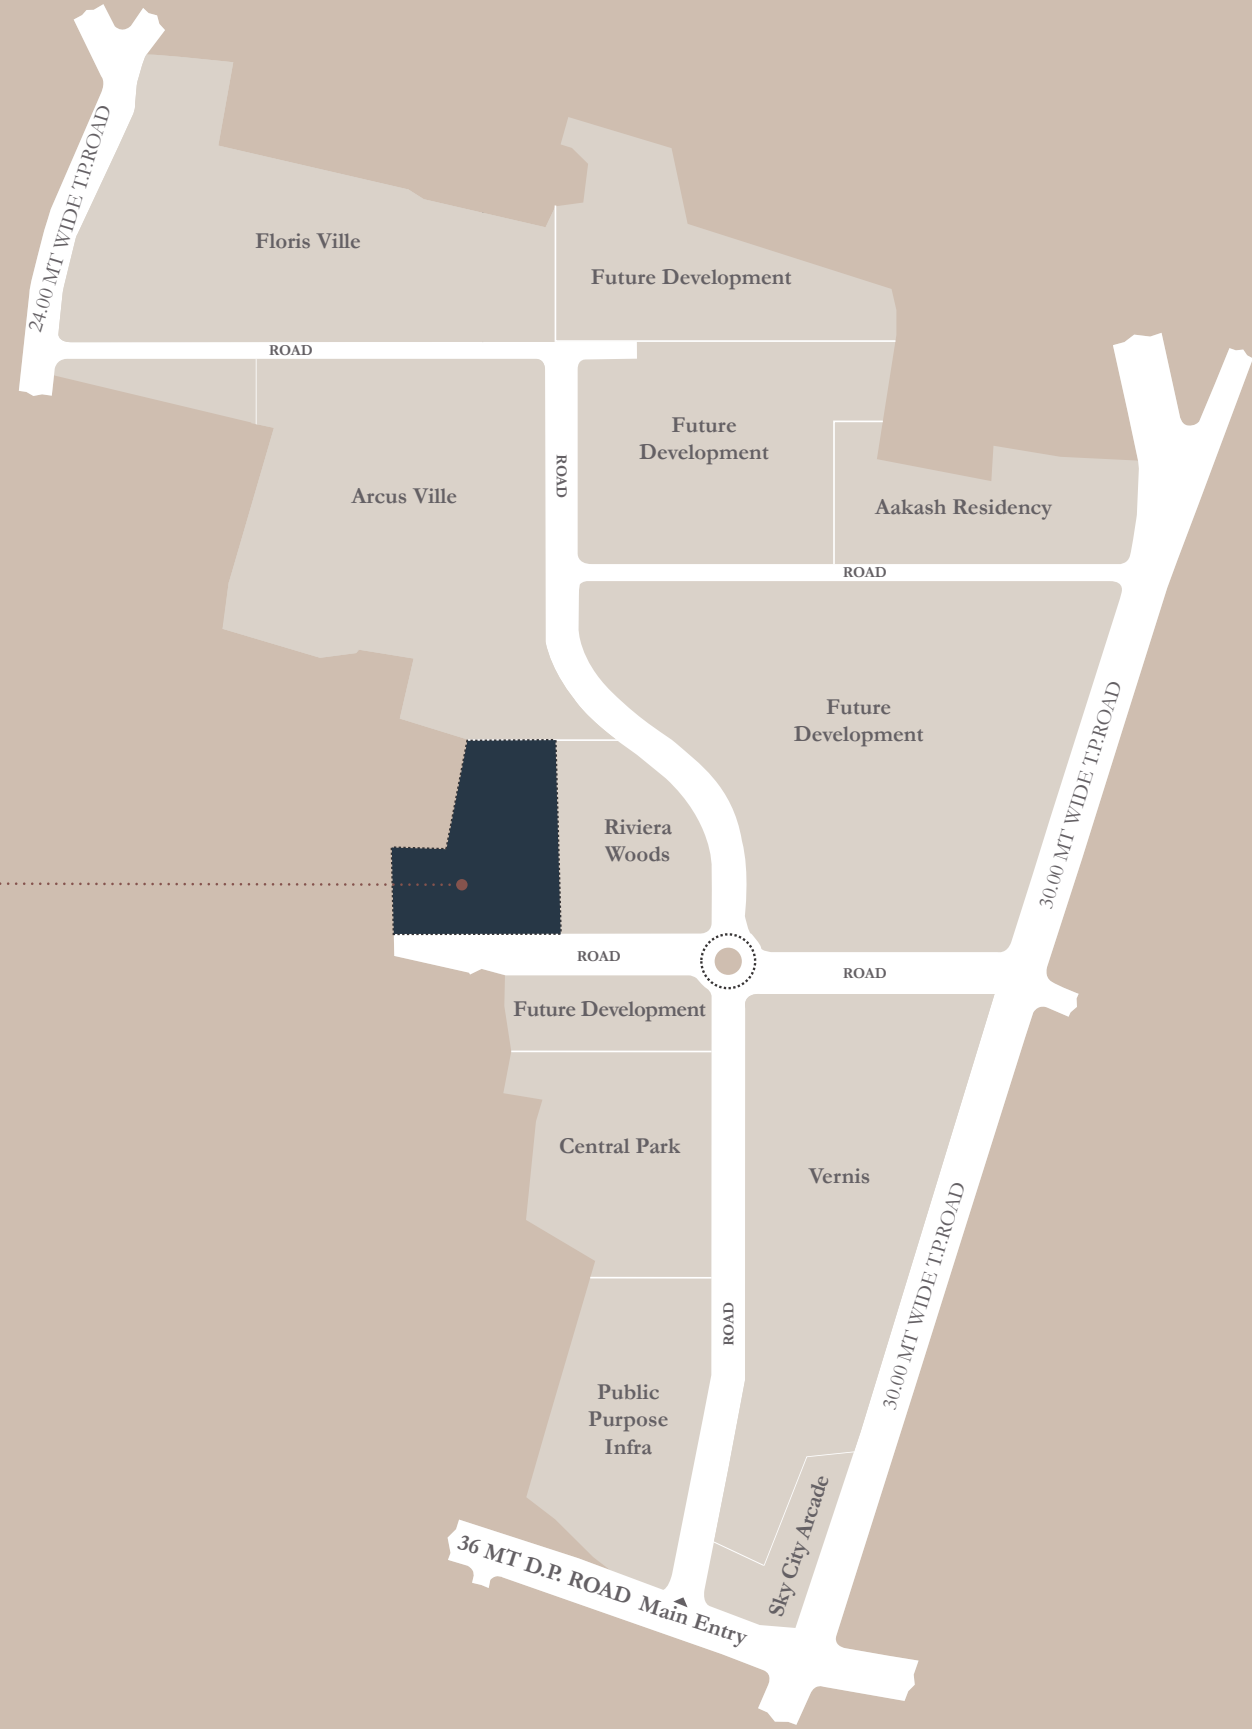 24.00 MT WIDE T.P.ROAD
Floris Ville
Future Development
ROAD
Future
Development
ROAD
Arcus Ville
Aakash Residency
ROAD
Future
Development
30.00 MT WIDE T.P.ROAD
Riviera
Woods
ROAD
ROAD
Future Development
Central Park
Vernis
30.00 MT WIDE T.P.ROAD
ROAD
Public
Purpose
Infra
Sky City Arcade
36 MT D.P. ROAD Main Entry